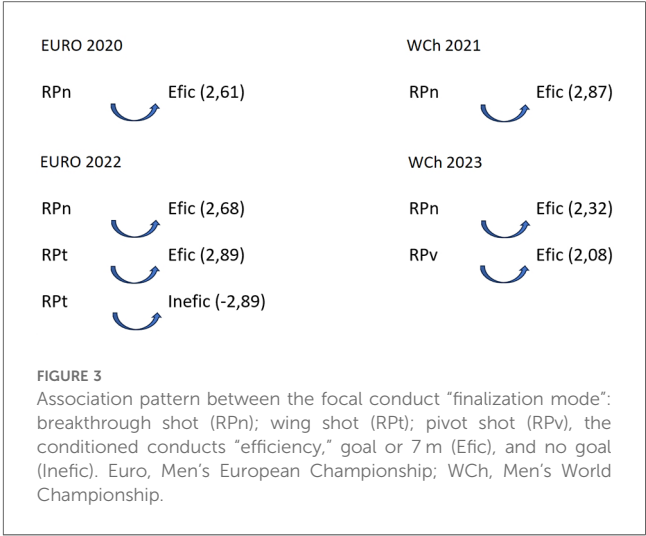 EURO 2020
RPn Efic (2,61)
WCh 2021
RPn Efic (2,87)
EURO 2022
RPn Efic (2,68)
RPt Efic (2,89)
RPt Inefic (-2,89)
WCh 2023
RPn Efic (2,32)
RPv Efic (2,08)
FIGURE 3
Association pattern between the focal conduct “finalization mode”:
breakthrough shot (RPn); wing shot (RPt); pivot shot (RPv), the
conditioned conducts “efficiency,” goal or 7 m (Efic), and no goal
(Inefic). Euro, Men’s European Championship; WCh, Men’s World
Championship.